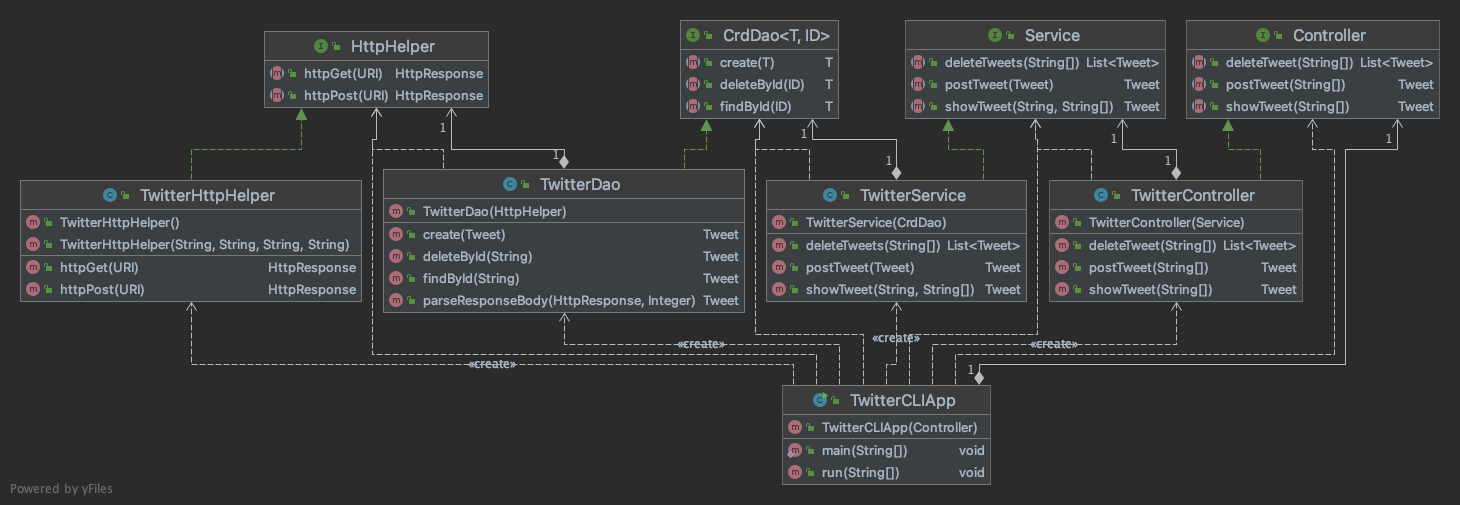 HttpHelper
httpGet(URI) HttpResponse
httpPost(URI) HttpResponse
CrdDao<T, ID>
create(T) T
deleteById(ID) T
findById(ID) T
Service
deleteTweets(String[]) List<Tweet>
postTweet(Tweet) Tweet
showTweet(String, String[]) Tweet
Controller
deleteTweet(String[]) List<Tweet>
postTweet(String[]) Tweet
showTweet(String[]) Tweet
1
1
1
1
1
1
1
1
TwitterHttpHelper
TwitterHttpHelper()
TwitterHttpHelper(String, String, String, String)
httpGet(URI) HttpResponse
httpPost(URI) HttpResponse
TwitterDao
TwitterDao(HttpHelper)
create(Tweet) Tweet
deleteById(String) Tweet
findById(String) Tweet
parseResponseBody(HttpResponse, Integer) Tweet
TwitterService
TwitterService(CrdDao)
deleteTweets(String[]) List<Tweet>
postTweet(Tweet) Tweet
showTweet(String, String[]) Tweet
TwitterController
TwitterController(Service)
deleteTweet(String[]) List<Tweet>
postTweet(String[]) Tweet
showTweet(String[]) Tweet
«create»
«create»
«create»
«create»
TwitterCLIApp
TwitterCLIApp(Controller)
main(String[]) void
run(String[]) void
Powered by yFiles